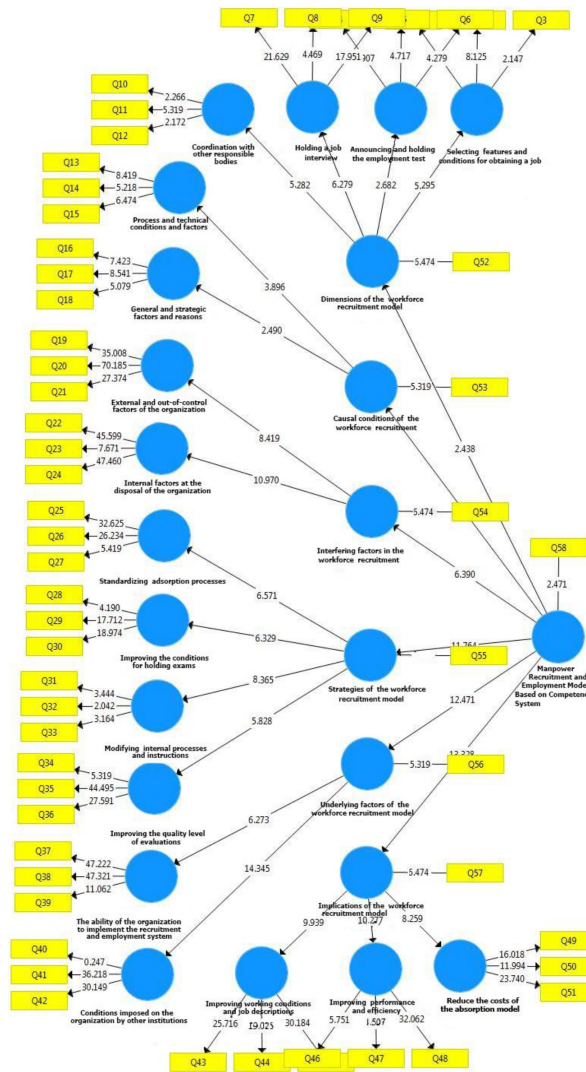 Q7
Q8
Q9
Q6
Q3
21.629
4.469
17.951
907
4.717
4.279
8.125
2.147
Q10
Q11
Q12
2.266
5.319
2.172
Coordination with
other responsible
bodies
Holding a job
interview
Announcing and holding
the employment test
Selecting features and
conditions for obtaining a job
Q13
Q14
Q15
8.419
5.218
6.474
Process and technical
conditions and factors
5.282
6.279
2.682
5.295
5.474
Q52
Dimensions of the workforce
recruitment model
Q16
Q17
Q18
7.423
8.541
5.079
General and strategic
factors and reasons
3.896
2.490
Q19
Q20
Q21
35.008
70.185
27.374
External and out-of-control
factors of the organization
5.319
Q53
Causal conditions of the
workforce recruitment
2.438
Q22
Q23
Q24
45.599
7.671
47.460
Internal factors at the
disposal of the organization
8.419
10.970
5.474
Q54
Interfering factors in the
workforce recruitment
6.390
Q58
2.471
Q25
Q26
Q27
32.625
26.234
5.419
Standardizing adsorption processes
6.571
Q28
Q29
Q30
4.190
17.712
18.974
Improving the conditions
for holding exams
6.329
8.365
5.828
11.764
Q55
Strategies of the workforce
recruitment model
Manpower
Recruitment and
Employment Mode
Based on Competenc
System
Q31
Q32
Q33
3.444
2.042
3.164
Modifying internal processes
and instructions
12.471
13.328
Q34
Q35
Q36
5.319
44.495
27.591
Improving the quality level
of evaluations
5.319
Q56
Underlying factors of the
workforce recruitment model
6.273
14.345
Q37
Q38
Q39
47.222
47.321
11.062
The ability of the organization
to implement the recruitment
and employment system
5.474
Q57
Implications of the workforce
recruitment model
9.939
10.277
8.259
Q40
Q41
Q42
0.247
36.218
30.149
Conditions imposed on the
organization by other institutions
Q49
Q50
Q51
16.018
11.994
23.740
Reduce the costs of
the absorption model
Improving working conditions
and job descriptions
Improving performance
and efficiency
25.716
30.184
5.751
32.062
Q43
Q44
Q46
Q47
Q48